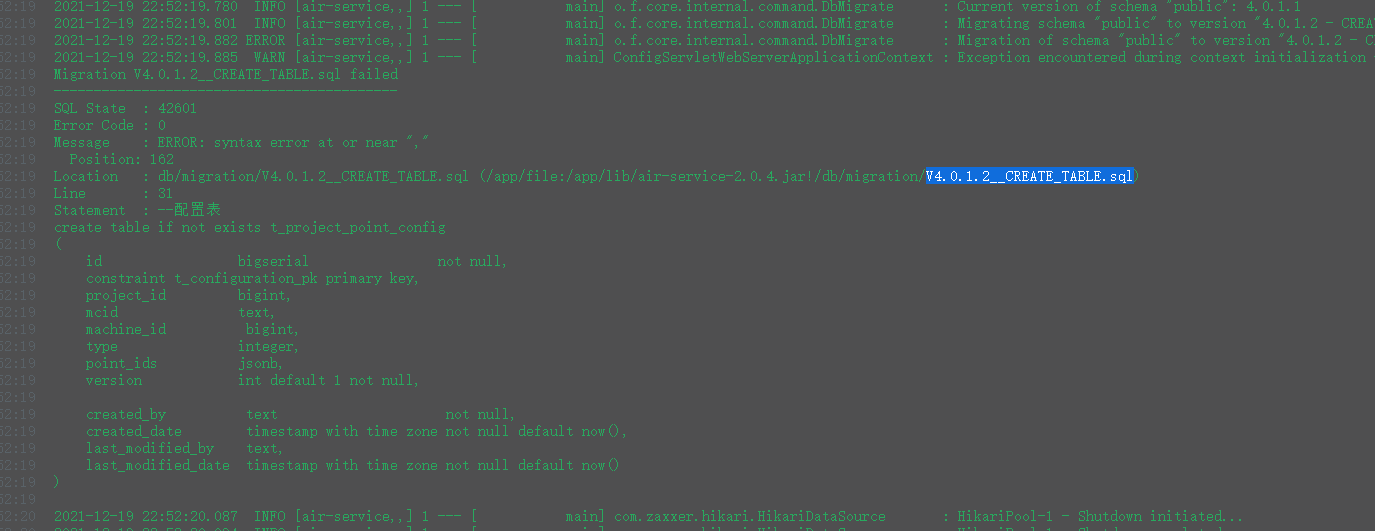 2021-12-19 22:52:19.780  INFO [air-service,,] 1 --- [           main] o.f.core.internal.command.DbMigrate      : Current version of schema "public": 4.0.1.1
52:19 2021-12-19 22:52:19.801  INFO [air-service,,] 1 --- [           main] o.f.core.internal.command.DbMigrate      : Migrating schema "public" to version "4.0.1.2 - CREA
52:19 2021-12-19 22:52:19.882 ERROR [air-service,,] 1 --- [           main] o.f.core.internal.command.DbMigrate      : Migration of schema "public" to version "4.0.1.2 - C
52:19 2021-12-19 22:52:19.885  WARN [air-service,,] 1 --- [           main] ConfigServletWebServerApplicationContext : Exception encountered during context initialization
52:19 Migration V4.0.1.2__CREATE_TABLE.sql failed
52:19 -------------------------------------------
52:19 SQL State  : 42601
52:19 Error Code : 0
52:19 Message    : ERROR: syntax error at or near ","
52:19   Position: 162
52:19 Location   : db/migration/V4.0.1.2__CREATE_TABLE.sql (/app/file:/app/lib/air-service-2.0.4.jar!/db/migration/V4.0.1.2__CREATE_TABLE.sql)
52:19 Line       : 31
52:19 Statement  : --配置表
52:19 create table if not exists t_project_point_config
52:19 (
52:19     id                 bigserial                not null,
52:19     constraint t_configuration_pk primary key,
52:19     project_id         bigint,
52:19     mcid               text,
52:19     machine_id          bigint,
52:19     type               integer,
52:19     point_ids          jsonb,
52:19     version            int default 1 not null,
52:19
52:19     created_by          text                     not null,
52:19     created_date        timestamp with time zone not null default now(),
52:19     last_modified_by    text,
52:19     last_modified_date  timestamp with time zone not null default now()
52:19 )
52:19
52:20 2021-12-19 22:52:20.087  INFO [air-service,,] 1 --- [           main] com.zaxxer.hikari.HikariDataSource       : HikariPool-1 - Shutdown initiated...